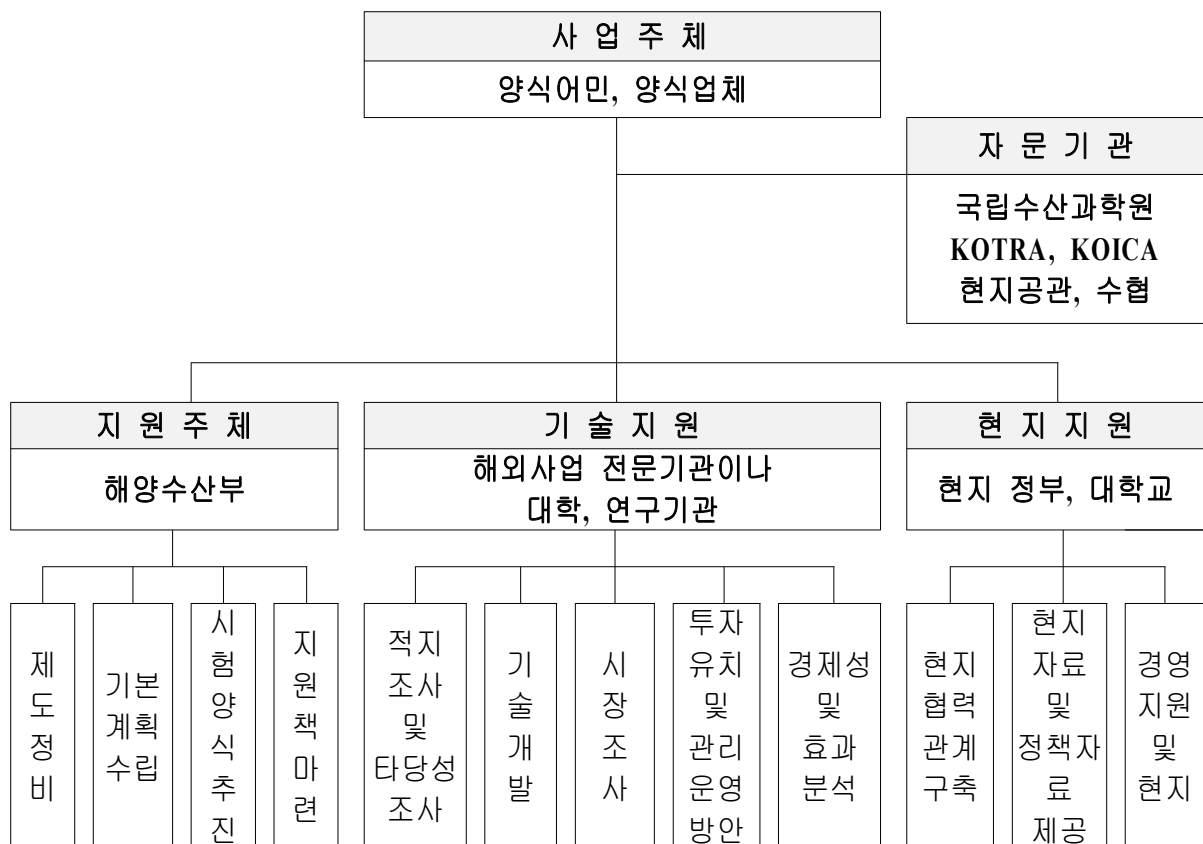 사 업 주 체
양식어민, 양식업체
자 문 기 관
국립수산과학원
KOTRA, KOICA
현지공관, 수협
지 원 주 체
해양수산부
기 술 지 원
해외사업 전문기관이나
대학, 연구기관
현 지 지 원
현지 정부, 대학교
제
도
정
비
기본
계획
수립
시
험
양
식
추
진
지
원
책
마
련
적지
조사
및
타당성
조사
기
술
개
발
시
장
조
사
투자
유치
및
관리
운영
방안
경제성
및
효과
분석
현지
협력
관계
구축
현지
자료
및
정책자
료
제공
경영
지원
및
현지